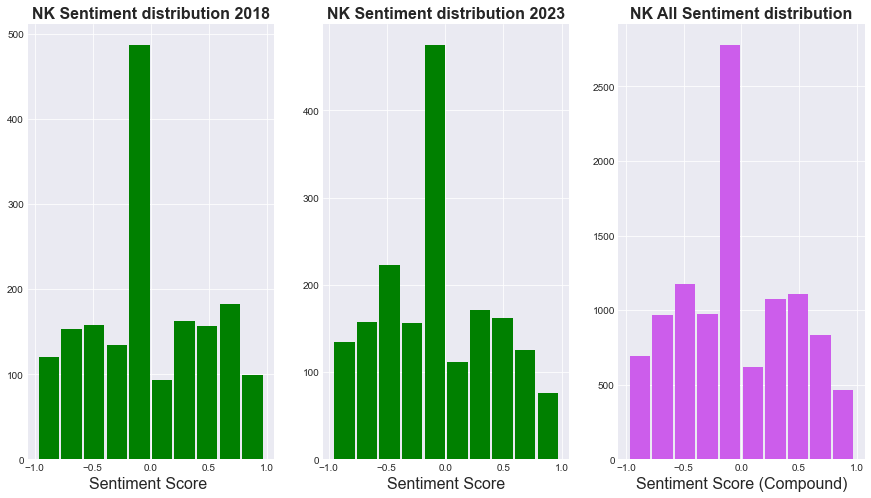 NK Sentiment distribution 2018
500
400
300
200
100
0
−1.0 −0.5 0.0 0.5 1.0
Sentiment Score
NK Sentiment distribution 2023
400
300
200
100
0
−1.0 −0.5 0.0 0.5 1.0
Sentiment Score
NK All Sentiment distribution
2500
2000
1500
1000
500
0
−1.0 −0.5 0.0 0.5 1.0
Sentiment Score (Compound)